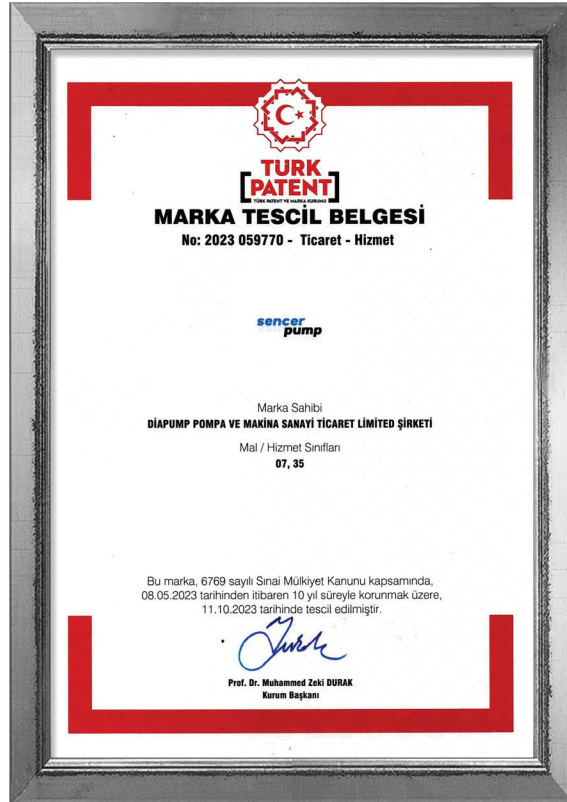 TÜRK
PATENT
TÜRK PATENT VE MARKA KURUMU
MARKA TESCİL BELGESİ
No: 2023 059770 - Ticaret - Hizmet
sencer
pump
Marka Sahibi
DİAPUMP POMPA VE MAKİNA SANAYİ TİCARET LİMİTED ŞİRKETİ
Mal / Hizmet Sınıfları
07, 35
Bu marka, 6769 sayılı Sınai Mülkiyet Kanunu kapsamında,
08.05.2023 tarihinden itibaren 10 yıl süreyle korunmak üzere,
11.10.2023 tarihinde tescil edilmiştir.
Prof. Dr. Muhammed Zeki DURAK
Kurum Başkanı